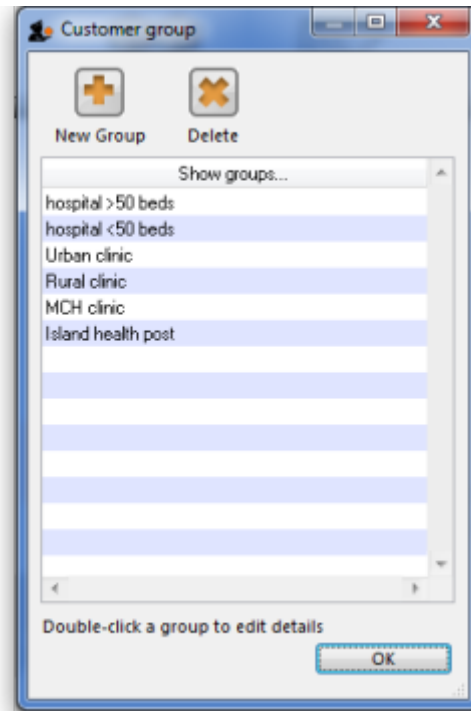 Customer group
New Group Delete
Show groups...
hospital >50 beds
hospital <50 beds
Urban clinic
Rural clinic
MCH clinic
Island health post
Double-click a group to edit details
OK